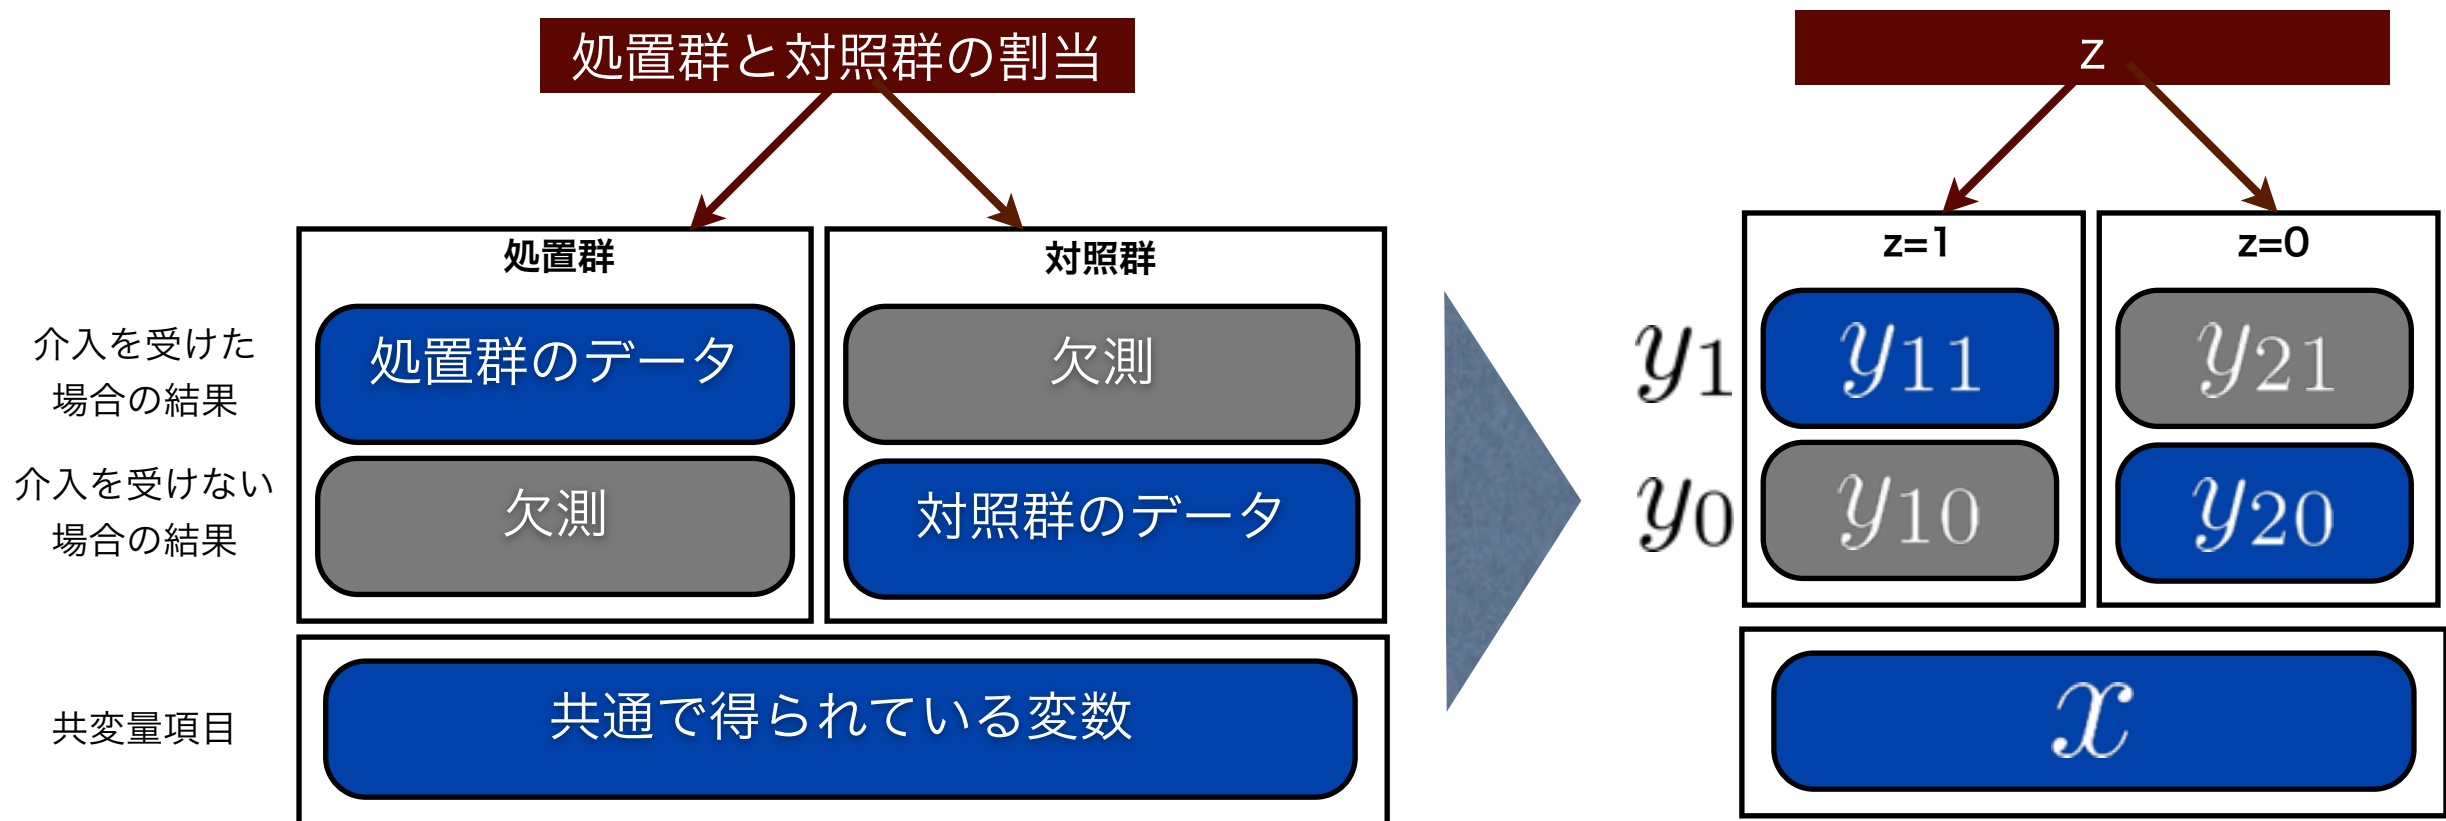 処置群と対照群の割当
処置群
対照群
介入を受けた
場合の結果
処置群のデータ
欠測
介入を受けない
場合の結果
欠測
対照群のデータ
共変量項目
共通で得られている変数
z
z=1
z=0
y1
y11
y21
y0
y10
y20
x